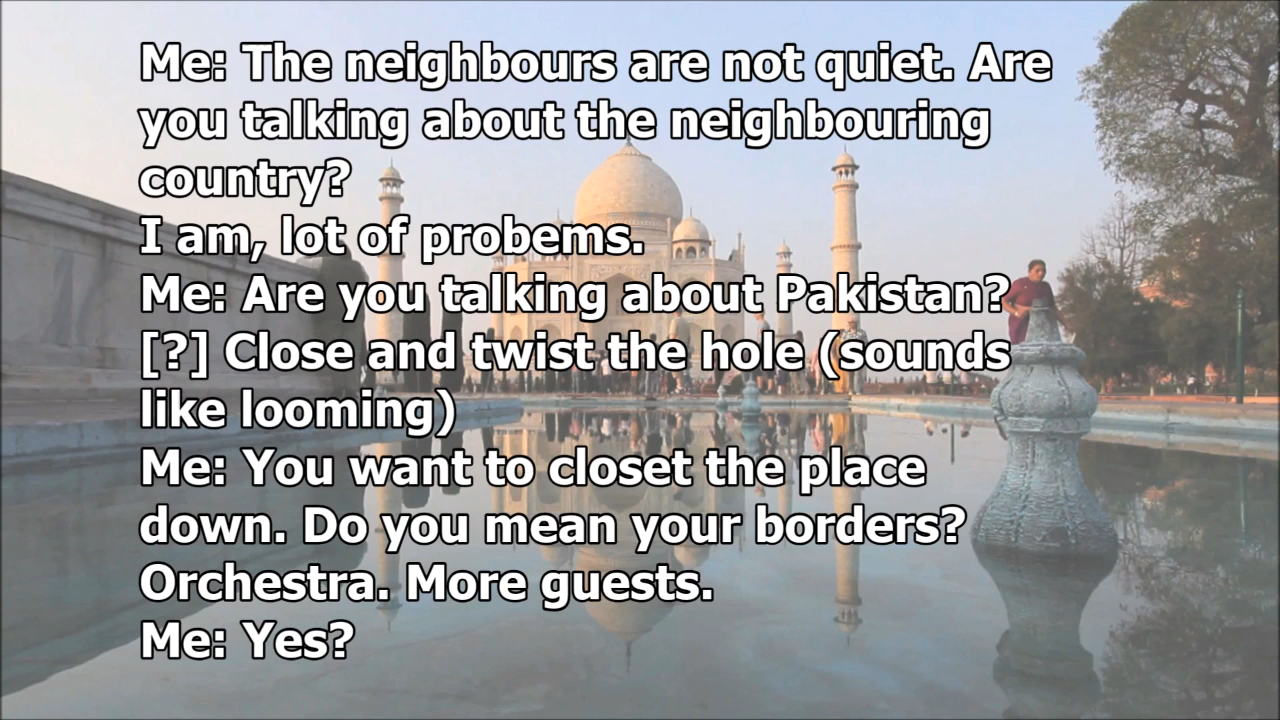 Me: The neighbours are not quiet. Are
you talking about the neighbouring
country?
I am, lot of probems.
Me: Are you talking about Pakistan?
[?] Close and twist the hole (sounds
like looming)
Me: You want to closet the place
down. Do you mean your borders?
Orchestra. More guests.
Me: Yes?